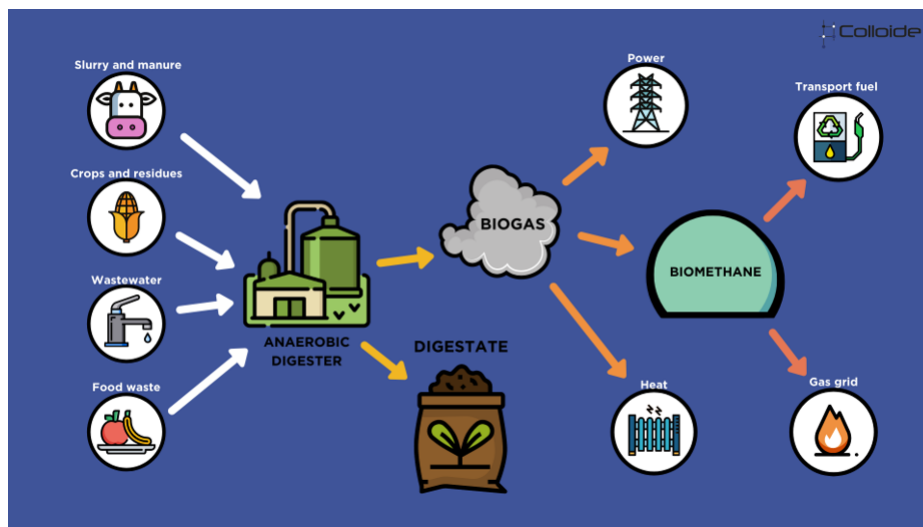 Colloide
Slurry and manure
Power
Transport fuel
Crops and residues
BIOGAS
BIOMETHANE
Wastewater
ANAEROBIC
DIGESTER
DIGESTATE
Food waste
Heat
Gas grid